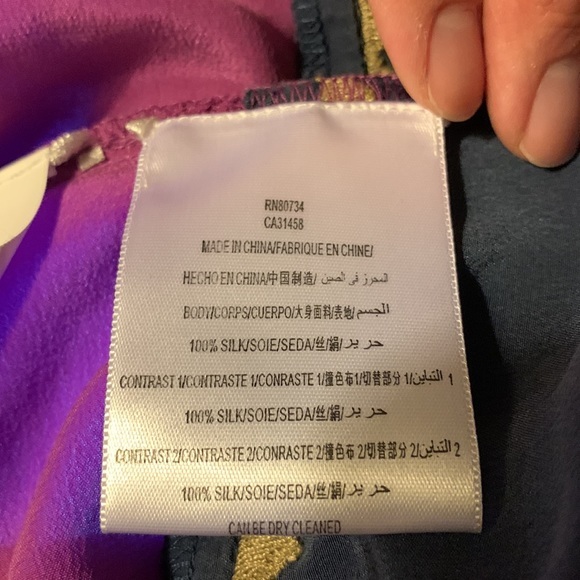 RN80734
CA31458
MADE IN CHINA/FABRIQUE EN CHINE/
HECHO EN CHINA/中国制造/ المحرز في الصين
BODY/CORPS/CUERPO/大身面料/表地/الجسم
100% SILK/SOIE/SEDA/丝/絹/حرير
CONTRAST 1/CONTRASTE 1/CONRASTE 1/撞色布1/切替部分 1/التباين 1
100% SILK/SOIE/SEDA/丝/絹/حرير
CONTRAST 2/CONTRASTE 2/CONRASTE 2/撞色布2/切替部分 2/التباين 2
100% SILK/SOIE/SEDA/丝/絹/حرير
CAN BE DRY CLEANED